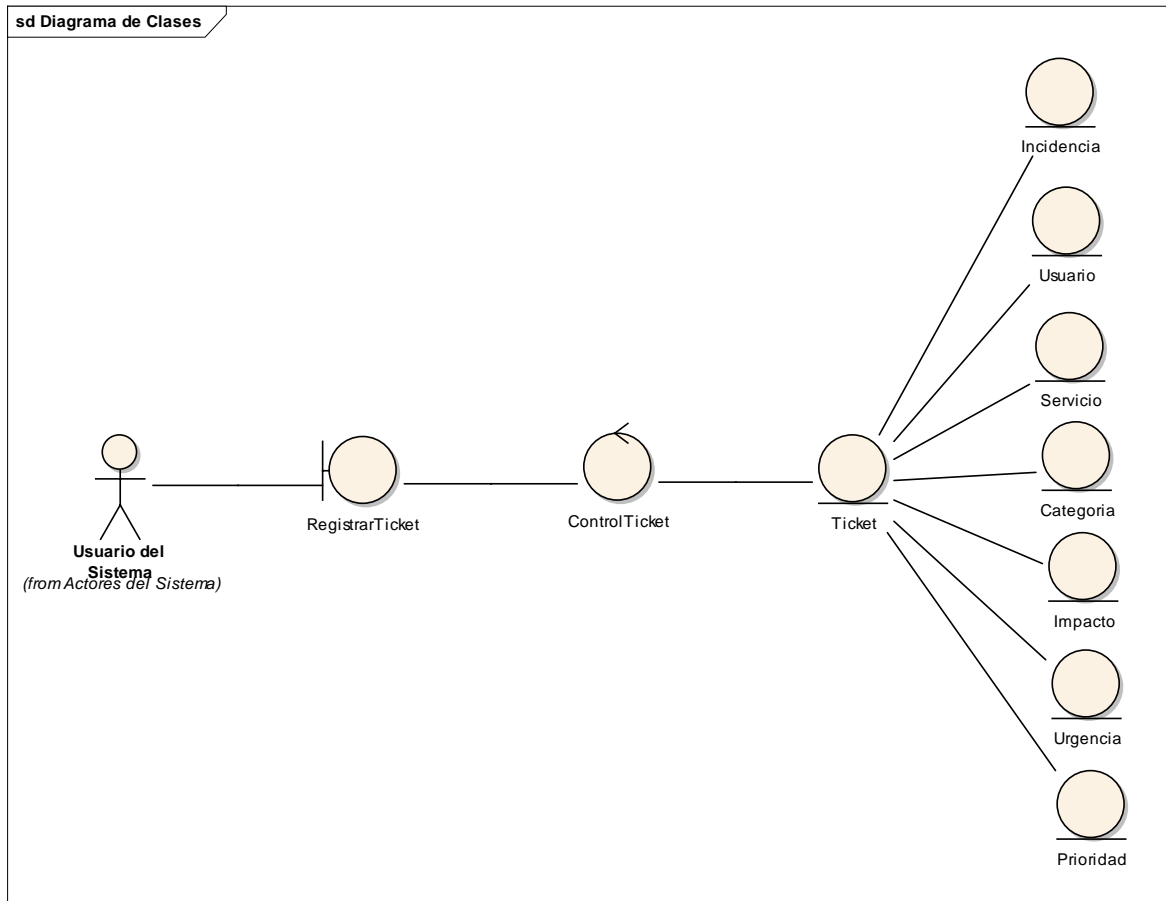 sd Diagrama de Clases
Incidencia
Usuario
Servicio
Categoria
Impacto
Urgencia
Prioridad
Usuario del
Sistema
(from Actores del Sistema)
RegistrarTicket
ControlTicket
Ticket